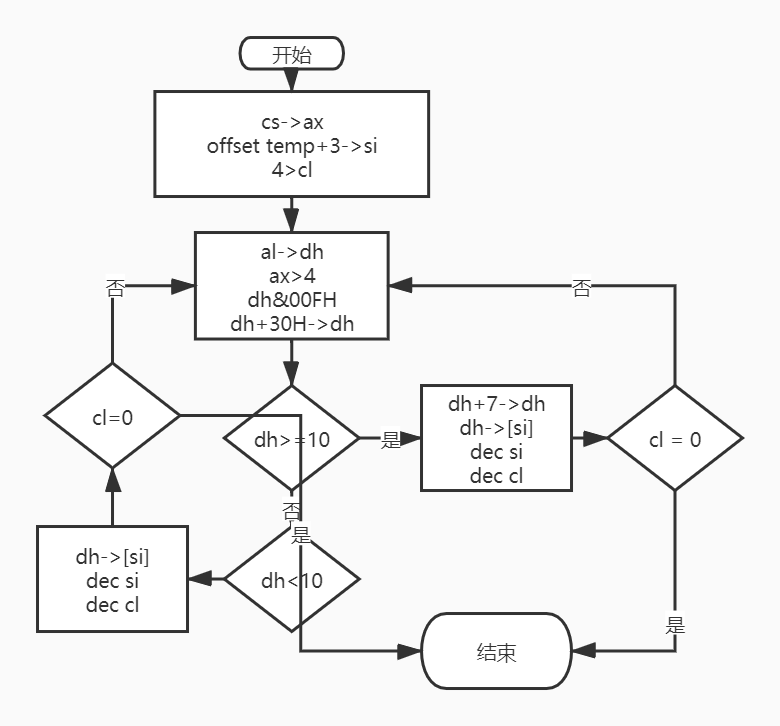 开始
cs->ax
offset temp+3->si
4>cl
al->dh
ax>4
dh&00FH
dh+30H->dh
否
否
cl=0
dh>=10
是
dh+7->dh
dh->[si]
dec si
dec cl
cl = 0
否
是
dh->[si]
dec si
dec cl
dh<10
是
结束